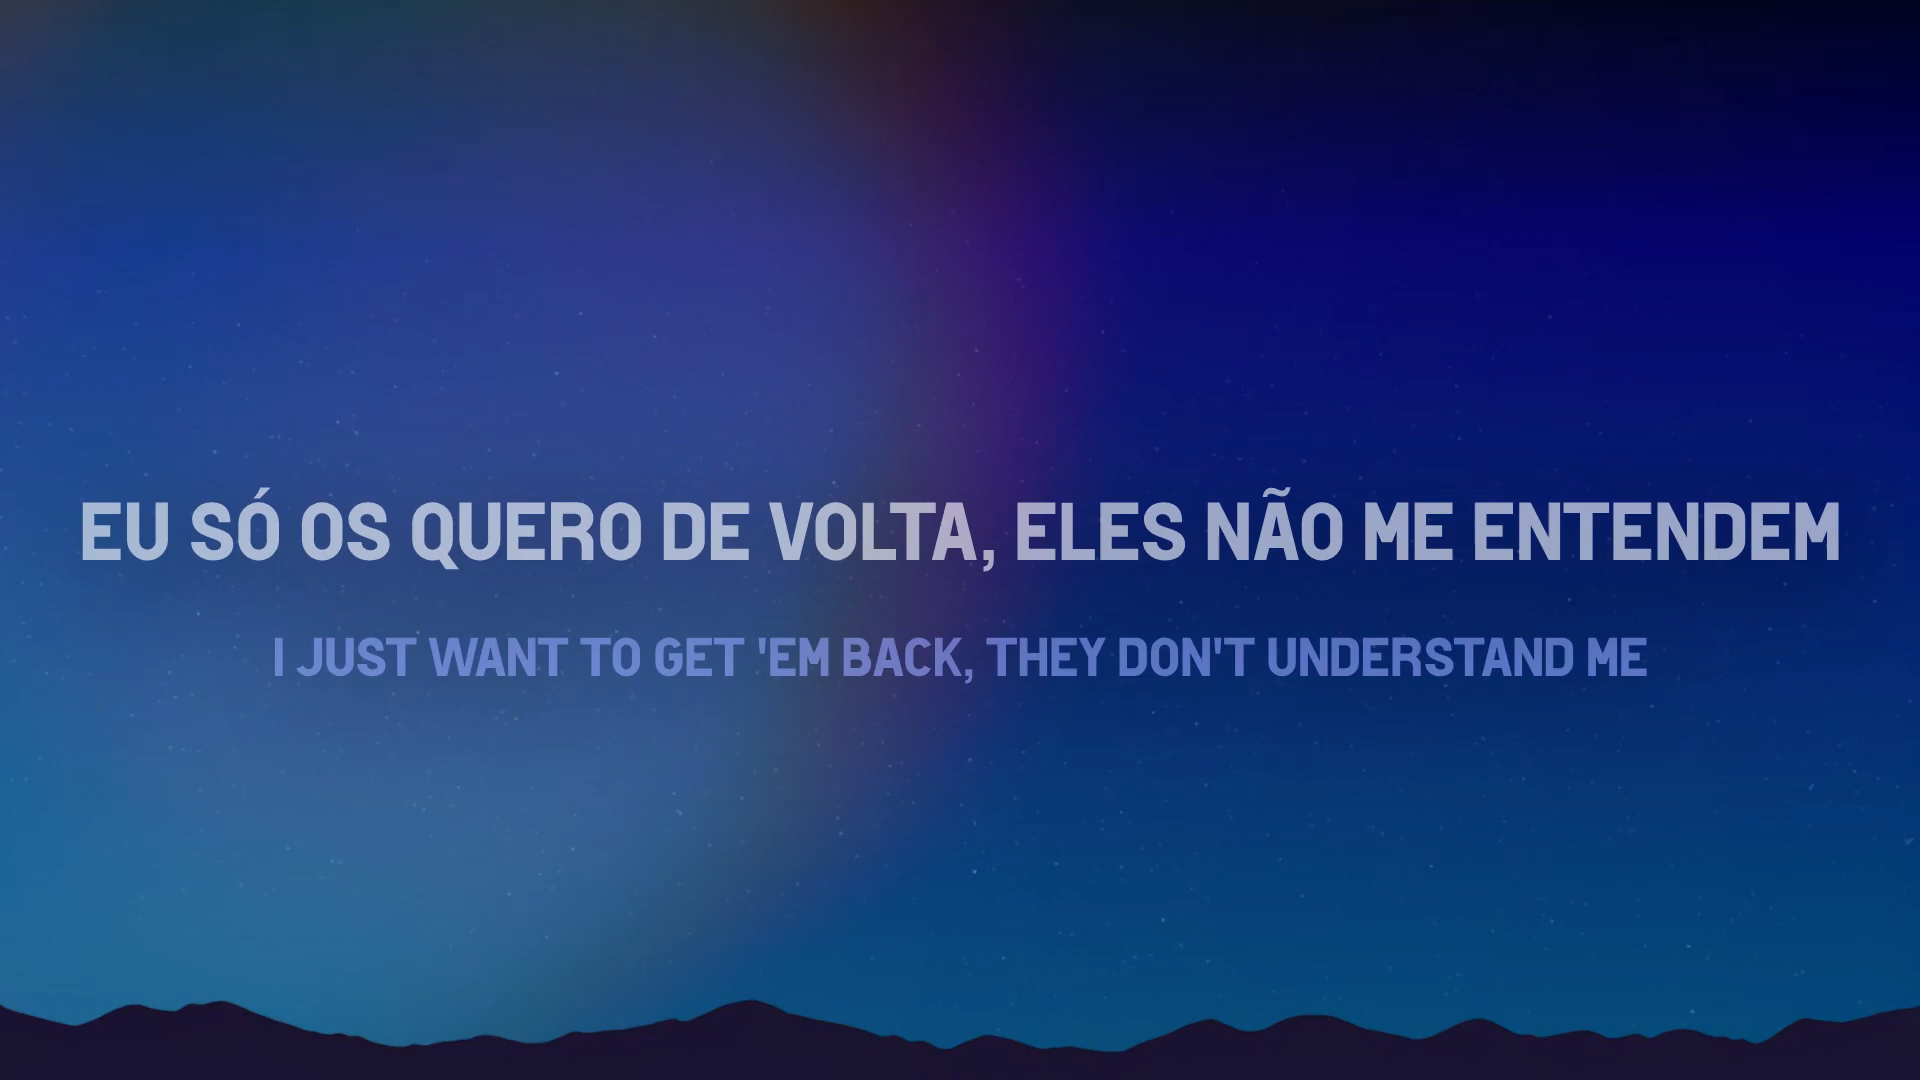 EU SÓ OS QUERO DE VOLTA, ELES NÃO ME ENTENDEM
I JUST WANT TO GET 'EM BACK, THEY DON'T UNDERSTAND ME